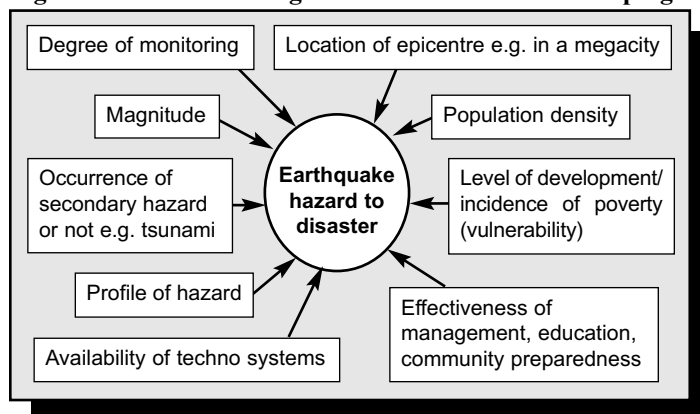 Degree of monitoring
Location of epicentre e.g. in a megacity
Magnitude
Population density
Earthquake
hazard to
disaster
Occurrence of
secondary hazard
or not e.g. tsunami
Level of development/
incidence of poverty
(vulnerability)
Profile of hazard
Effectiveness of
management, education,
community preparedness
Availability of techno systems